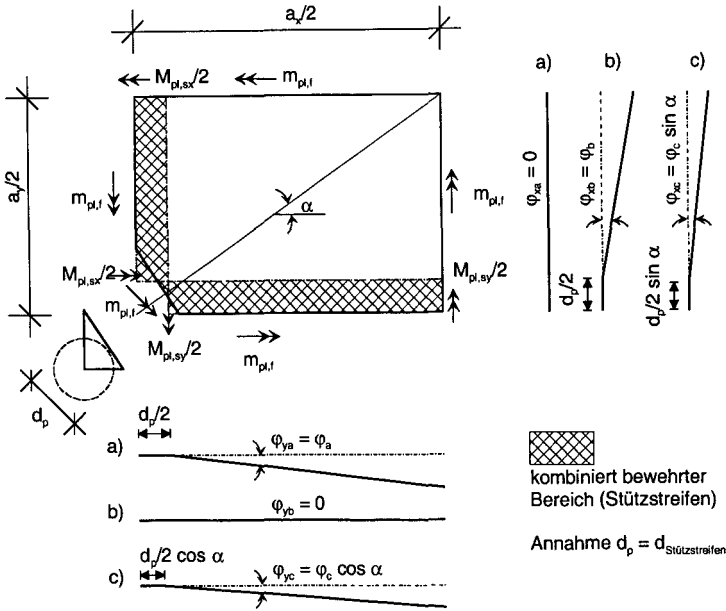 aₓ/2
M_pl,sx/2
m_pl,f
a) b) c)
a_y/2
m_pl,f
α
m_pl,f
φ_xa = 0
φ_xb = φ_b
φ_xc = φ_c sin α
M_pl,sx/2
M_pl,sy/2
d_p/2
d_p/2 sin α
m_pl,f
M_pl,sy/2
m_pl,f
d_p
d_p/2
a)
φ_ya = φ_a
b)
φ_yb = 0
d_p/2 cos α
c)
φ_yc = φ_c cos α
kombiniert bewehrter
Bereich (Stützstreifen)
Annahme d_p = d_Stützstreifen